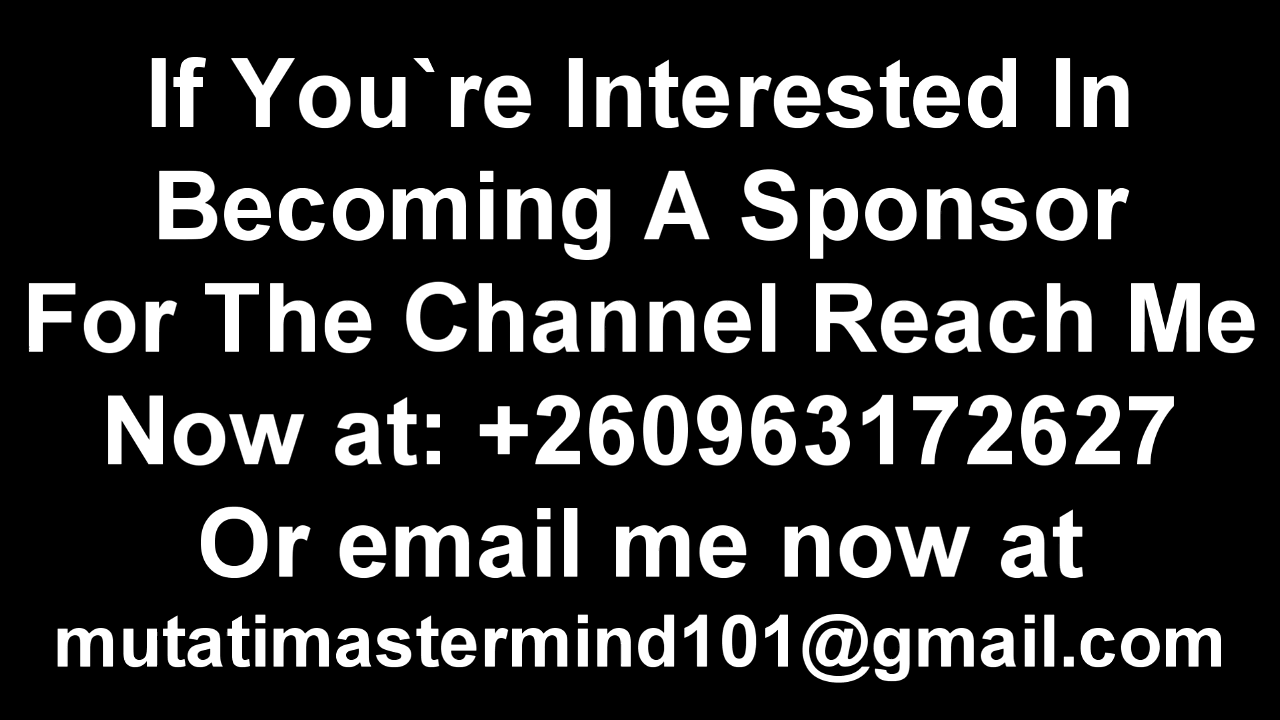 If You`re Interested In
Becoming A Sponsor
For The Channel Reach Me
Now at: +260963172627
Or email me now at
mutatimastermind101@gmail.com